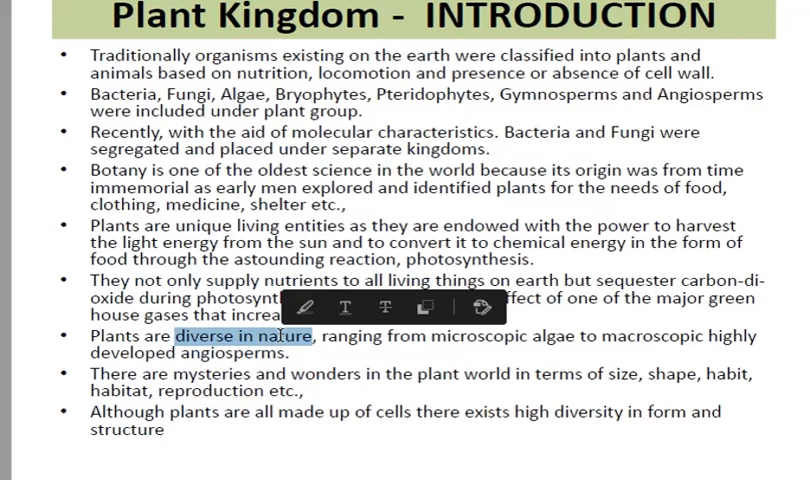 Plant Kingdom - INTRODUCTION
• Traditionally organisms existing on the earth were classified into plants and
animals based on nutrition, locomotion and presence or absence of cell wall.
• Bacteria, Fungi, Algae, Bryophytes, Pteridophytes, Gymnosperms and Angiosperms
were included under plant group.
• Recently, with the aid of molecular characteristics. Bacteria and Fungi were
segregated and placed under separate kingdoms.
• Botany is one of the oldest science in the world because its origin was from time
immemorial as early men explored and identified plants for the needs of food,
clothing, medicine, shelter etc.,
• Plants are unique living entities as they are endowed with the power to harvest
the light energy from the sun and to convert it to chemical energy in the form of
food through the astounding reaction, photosynthesis.
• They not only supply nutrients to all living things on earth but sequester carbon-di-
oxide during ffect of one of the major green
house gases that
• Plants are diverse in nature, ranging from microscopic algae to macroscopic highly
developed angiosperms.
• There are mysteries and wonders in the plant world in terms of size, shape, habit,
habitat, reproduction etc.,
• Although plants are all made up of cells there exists high diversity in form and
structure